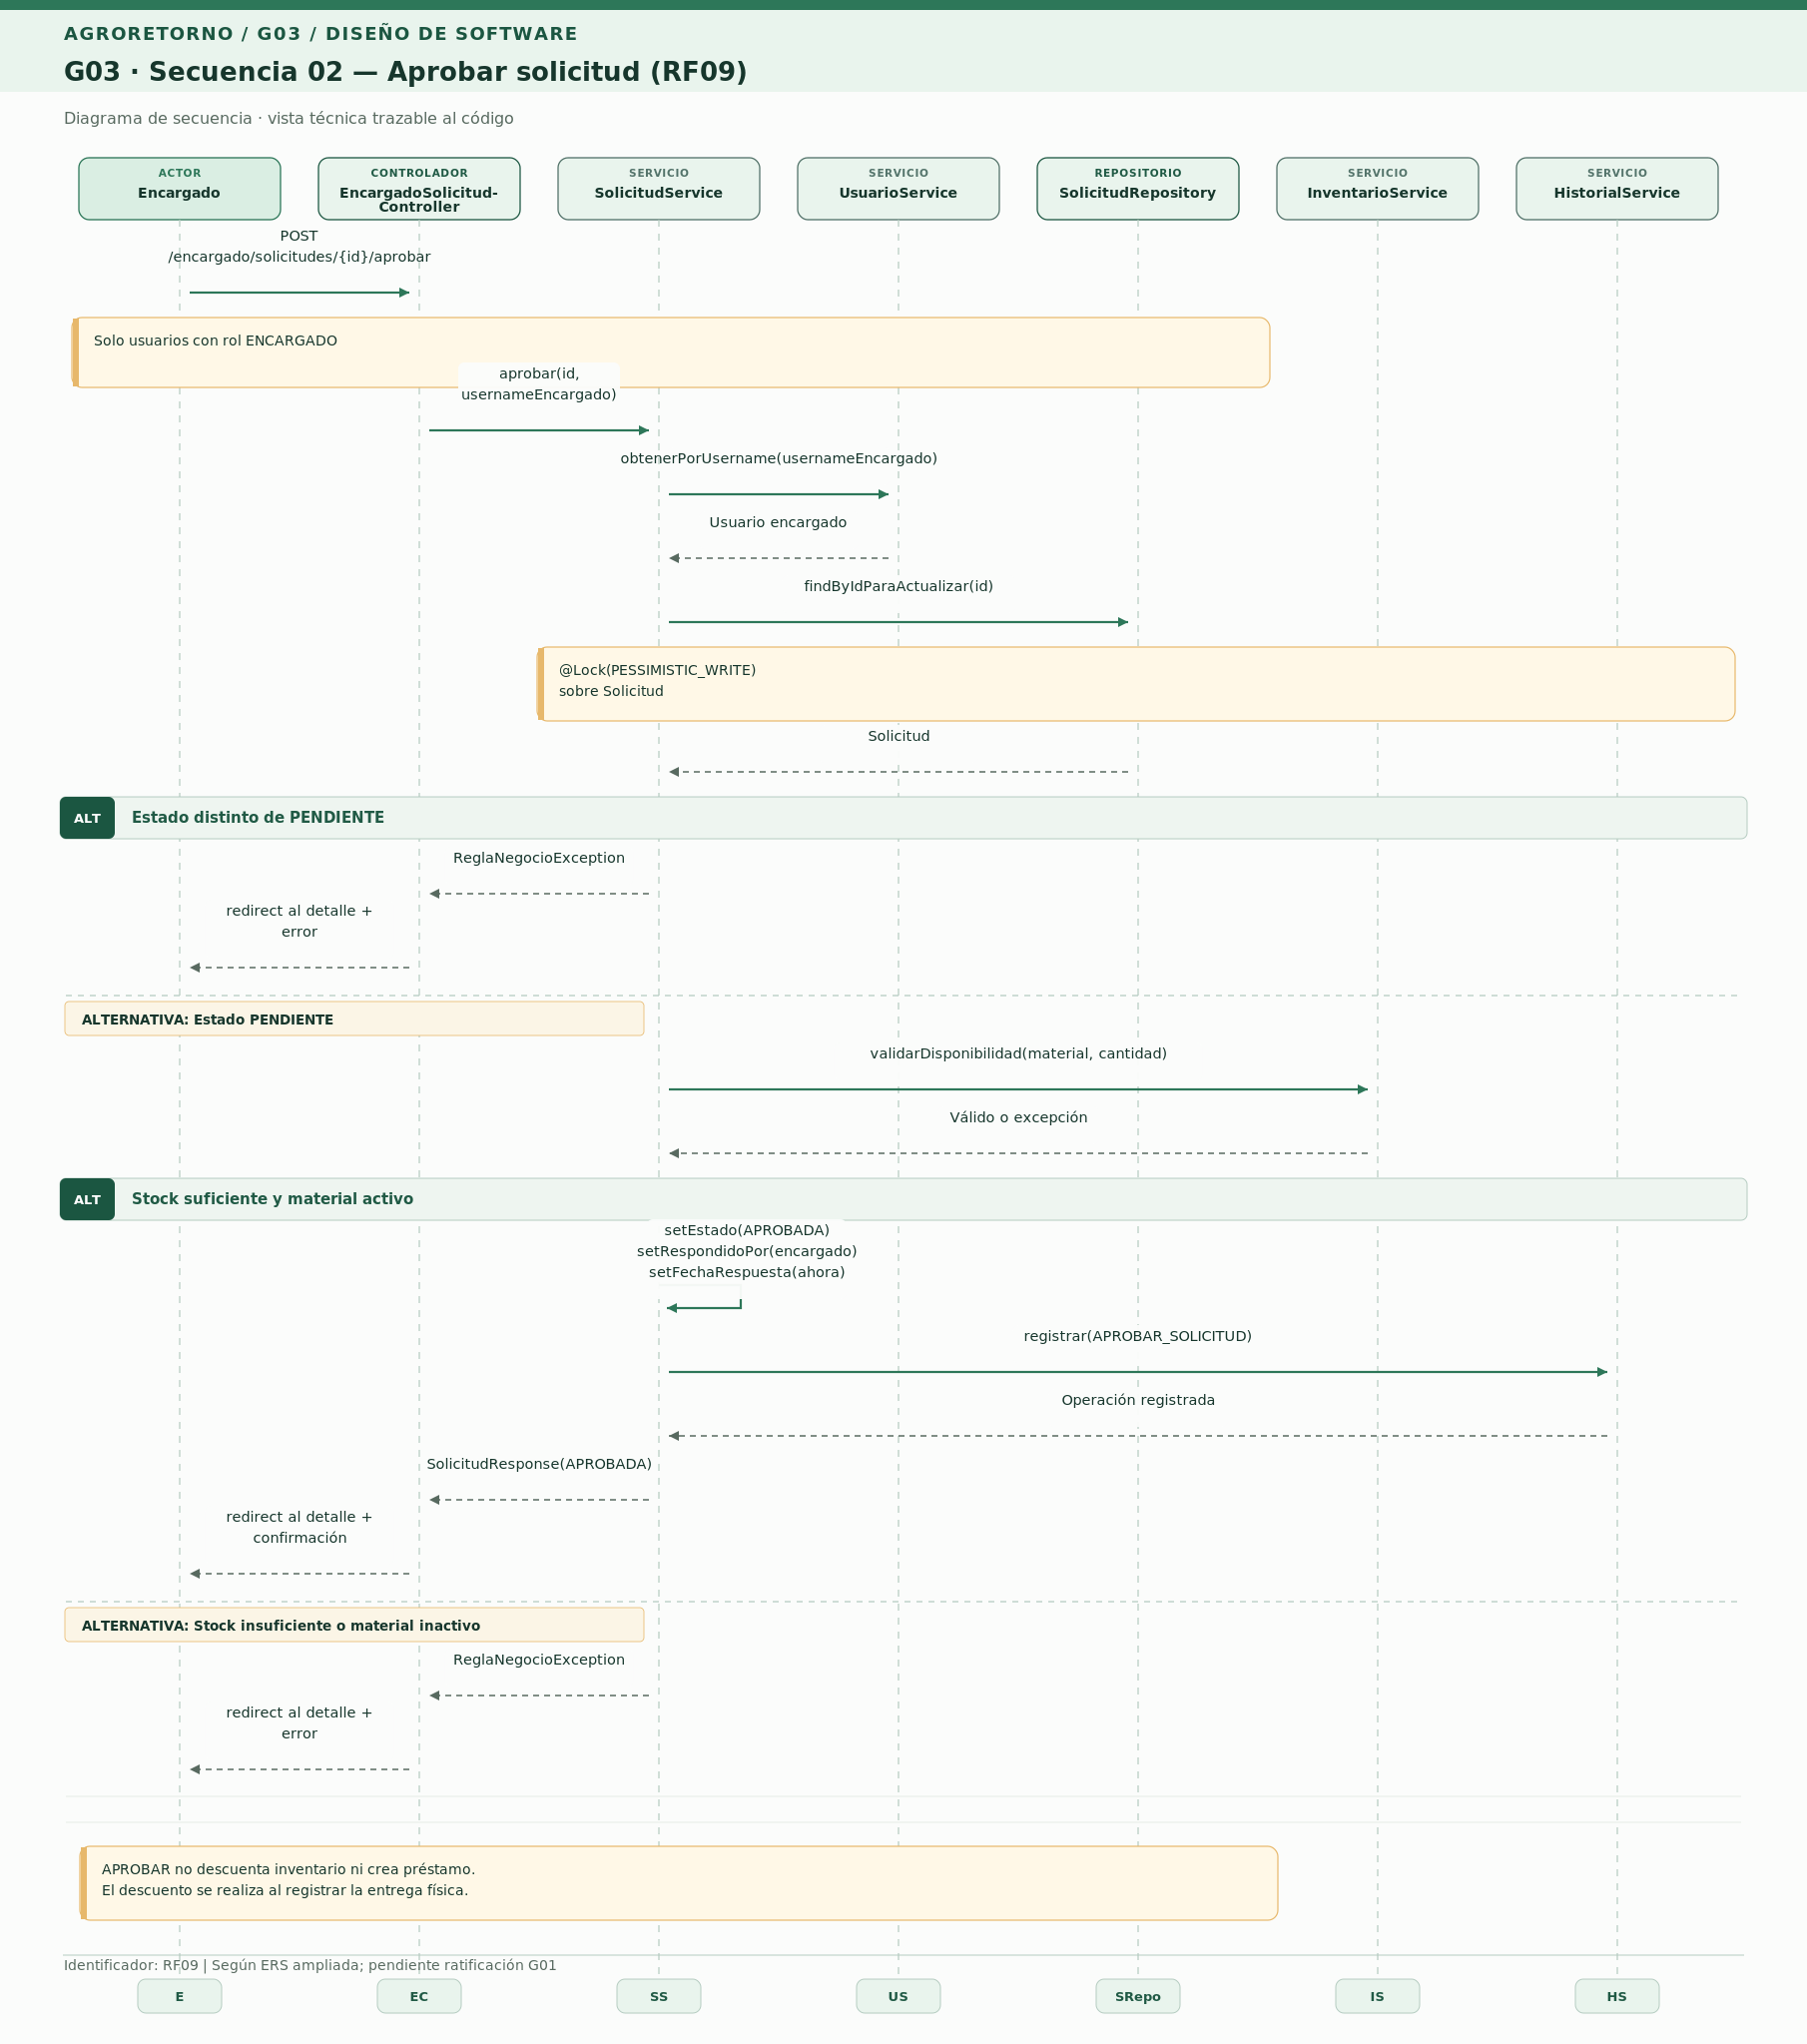 AGRORETORNO / G03 / DISEÑO DE SOFTWARE
G03 · Secuencia 02 — Aprobar solicitud (RF09)
Diagrama de secuencia · vista técnica trazable al código
ACTOR
Encargado
CONTROLADOR
EncargadoSolicitud-
Controller
SERVICIO
SolicitudService
SERVICIO
UsuarioService
REPOSITORIO
SolicitudRepository
SERVICIO
InventarioService
SERVICIO
HistorialService
POST
/encargado/solicitudes/{id}/aprobar
Solo usuarios con rol ENCARGADO
aprobar(id,
usernameEncargado)
obtenerPorUsername(usernameEncargado)
Usuario encargado
findByIdParaActualizar(id)
@Lock(PESSIMISTIC_WRITE)
sobre Solicitud
Solicitud
ALT
Estado distinto de PENDIENTE
ReglaNegocioException
redirect al detalle +
error
ALTERNATIVA: Estado PENDIENTE
validarDisponibilidad(material, cantidad)
Válido o excepción
ALT
Stock suficiente y material activo
setEstado(APROBADA)
setRespondidoPor(encargado)
setFechaRespuesta(ahora)
registrar(APROBAR_SOLICITUD)
Operación registrada
SolicitudResponse(APROBADA)
redirect al detalle +
confirmación
ALTERNATIVA: Stock insuficiente o material inactivo
ReglaNegocioException
redirect al detalle +
error
APROBAR no descuenta inventario ni crea préstamo.
El descuento se realiza al registrar la entrega física.
Identificador: RF09 | Según ERS ampliada; pendiente ratificación G01
E
EC
SS
US
SRepo
IS
HS